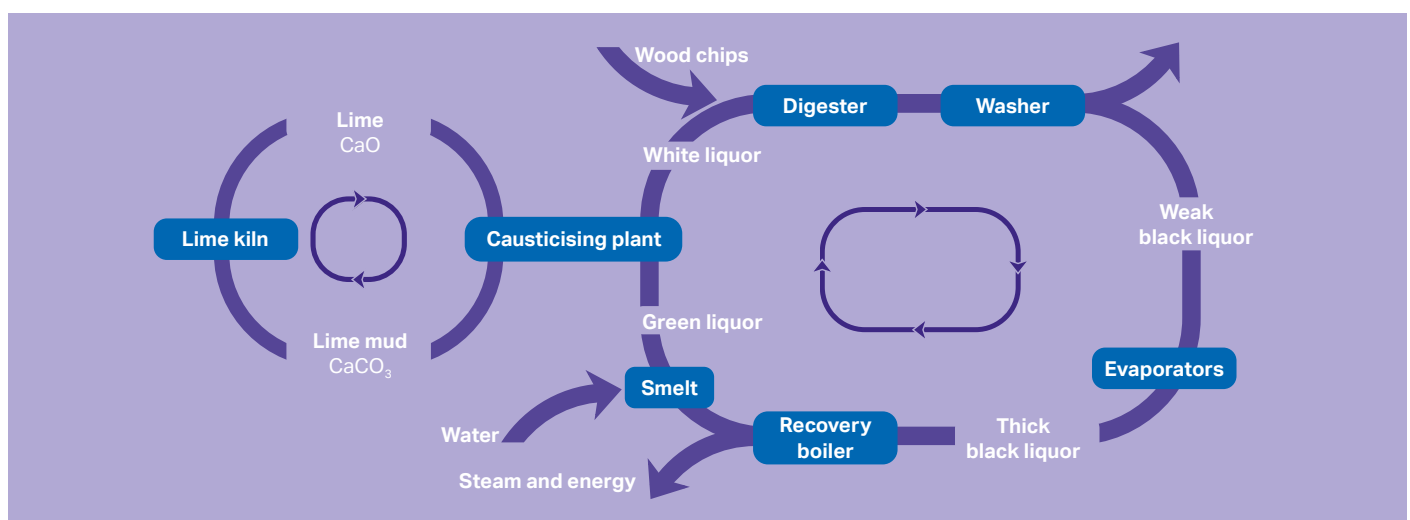 Wood chips
Digester
Washer
Lime
CaO
White liquor
Lime kiln
Causticising plant
Weak
black liquor
Green liquor
Lime mud
CaCO₃
Smelt
Evaporators
Water
Recovery
boiler
Thick
black liquor
Steam and energy